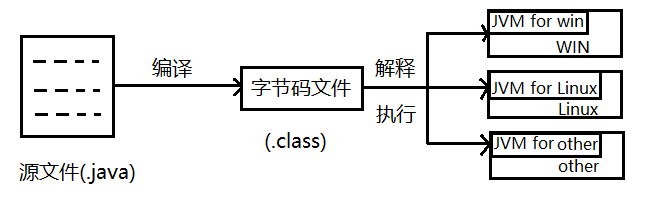 源文件(.java)
编译
字节码文件
(.class)
解释
执行
JVM for win
WIN
JVM for Linux
Linux
JVM for other
other